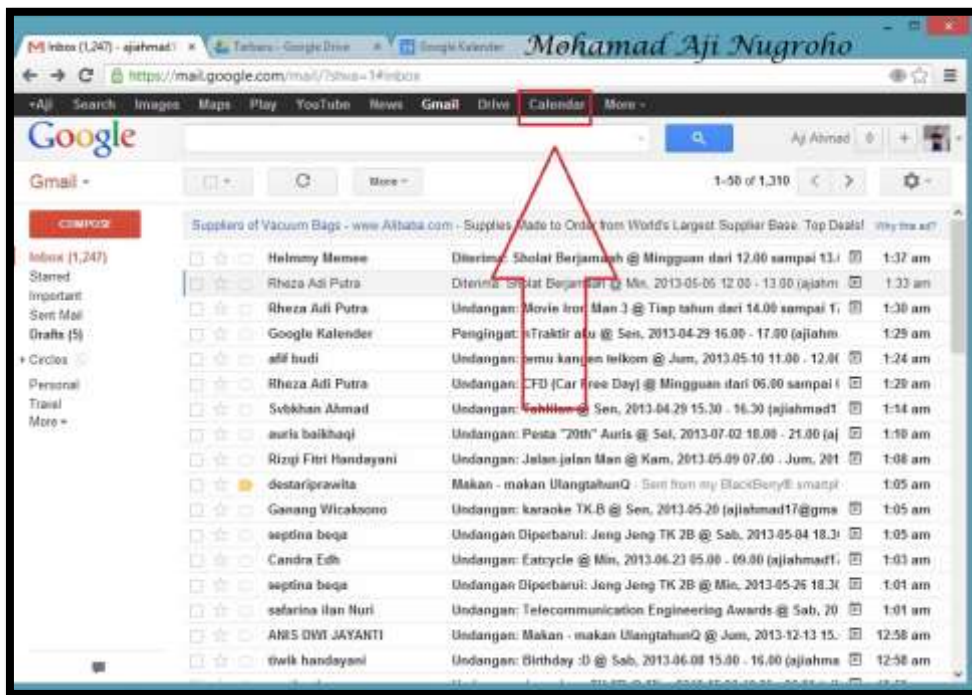 Inbox (1,247) - ajiahmad1 Terbaru - Google Drive Google Kalender Mohamad Aji Nugroho
https://mail.google.com/mail/?shva=1#inbox
+Aji Search Images Maps Play YouTube News Gmail Drive Calendar More
Google Aji Ahmad 0 +
Gmail More 1-50 of 1,310
COMPOSE Suppliers of Vacuum Bags - www.Alibaba.com - Supplies Made to Order from World's Largest Supplier Base. Top Deals! Why this ad?
Inbox (1,247) Helmmy Memee Diterima: Sholat Berjamaah @ Mingguan dari 12.00 sampai 13. 1:37 am
Starred Rheza Adi Putra Diterima: Sholat Berjamaah @ Min, 2013-05-05 12.00 - 13.00 (ajiahm 1:33 am
Important
Sent Mail Rheza Adi Putra Undangan: Movie Iron Man 3 @ Tiap tahun dari 14.00 sampai 1 1:30 am
Drafts (5) Google Kalender Pengingat: Traktir aku @ Sen, 2013-04-29 16.00 - 17.00 (ajiahm 1:29 am
Circles afif budi Undangan: temu kangen telkom @ Jum, 2013-05-10 11.00 - 12.0 1:24 am
Personal Rheza Adi Putra Undangan: CFD (Car Free Day) @ Mingguan dari 06.00 sampai 1:20 am
Travel
More Svbkhan Ahmad Undangan: Tahlilan @ Sen, 2013-04-29 15.30 - 16.30 (ajiahmad1 1:14 am
auris baikhaqi Undangan: Pesta "20th" Auris @ Sel, 2013-07-02 18.00 - 21.00 (aj 1:10 am
Rizqi Fitri Handayani Undangan: Jalan-jalan Man @ Kam, 2013-05-09 07.00 - Jum, 201 1:08 am
destariprawita Makan - makan UlangtahunQ - Sent from my BlackBerry® smartph 1:05 am
Ganang Wicaksono Undangan: karaoke TK.B @ Sen, 2013-05-20 (ajiahmad17@gma 1:05 am
septina beqa Undangan Diperbarui: Jeng Jeng TK 2B @ Sab, 2013-05-04 18.3 1:05 am
Candra Edh Undangan: Eatcycle @ Min, 2013-06-23 05.00 - 09.00 (ajiahmad1 1:03 am
septina beqa Undangan Diperbarui: Jeng Jeng TK 2B @ Min, 2013-05-26 18.3 1:01 am
safarina ilan Nuri Undangan: Telecommunication Engineering Awards @ Sab, 20 1:01 am
ANIS DWI JAYANTI Undangan: Makan - makan UlangtahunQ @ Jum, 2013-12-13 15. 12:58 am
tiwik handayani Undangan: Birthday :D @ Sab, 2013-06-08 15.00 - 16.00 (ajiahma 12:58 am